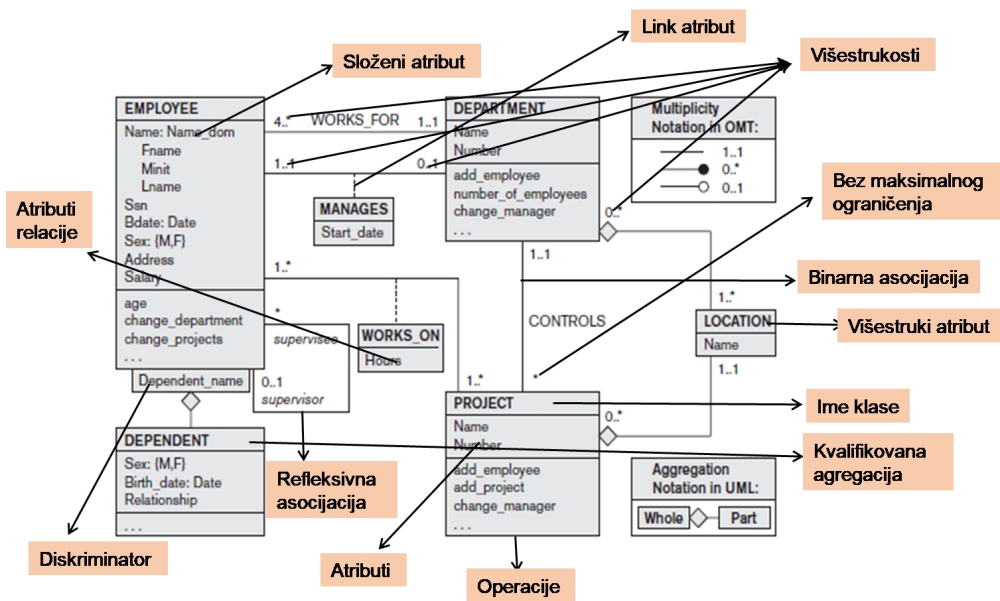 Link atribut
Složeni atribut
Višestrukosti
EMPLOYEE
Name: Name_dom
Fname
Minit
Lname
Ssn
Bdate: Date
Sex: {M,F}
Address
Salary
age
change_department
change_projects
. . .
Dependent_name
4..*
WORKS_FOR
1..1
1..1
0..1
DEPARTMENT
Name
Number
add_employee
number_of_employees
change_manager
. . .
Multiplicity
Notation in OMT:
1..1
0..*
0..1
MANAGES
Start_date
Atributi
relacije
Bez maksimalnog
ograničenja
0..*
1..1
1..*
Binarna asocijacija
1..*
*
supervisee
WORKS_ON
Hours
CONTROLS
LOCATION
Name
Višestruki atribut
0..1
supervisor
1..*
*
1..1
PROJECT
Name
Number
add_employee
add_project
change_manager
. . .
0..*
Ime klase
DEPENDENT
Sex: {M,F}
Birth_date: Date
Relationship
. . .
Refleksivna
asocijacija
Kvalifikovana
agregacija
Aggregation
Notation in UML:
Whole
Part
Diskriminator
Atributi
Operacije